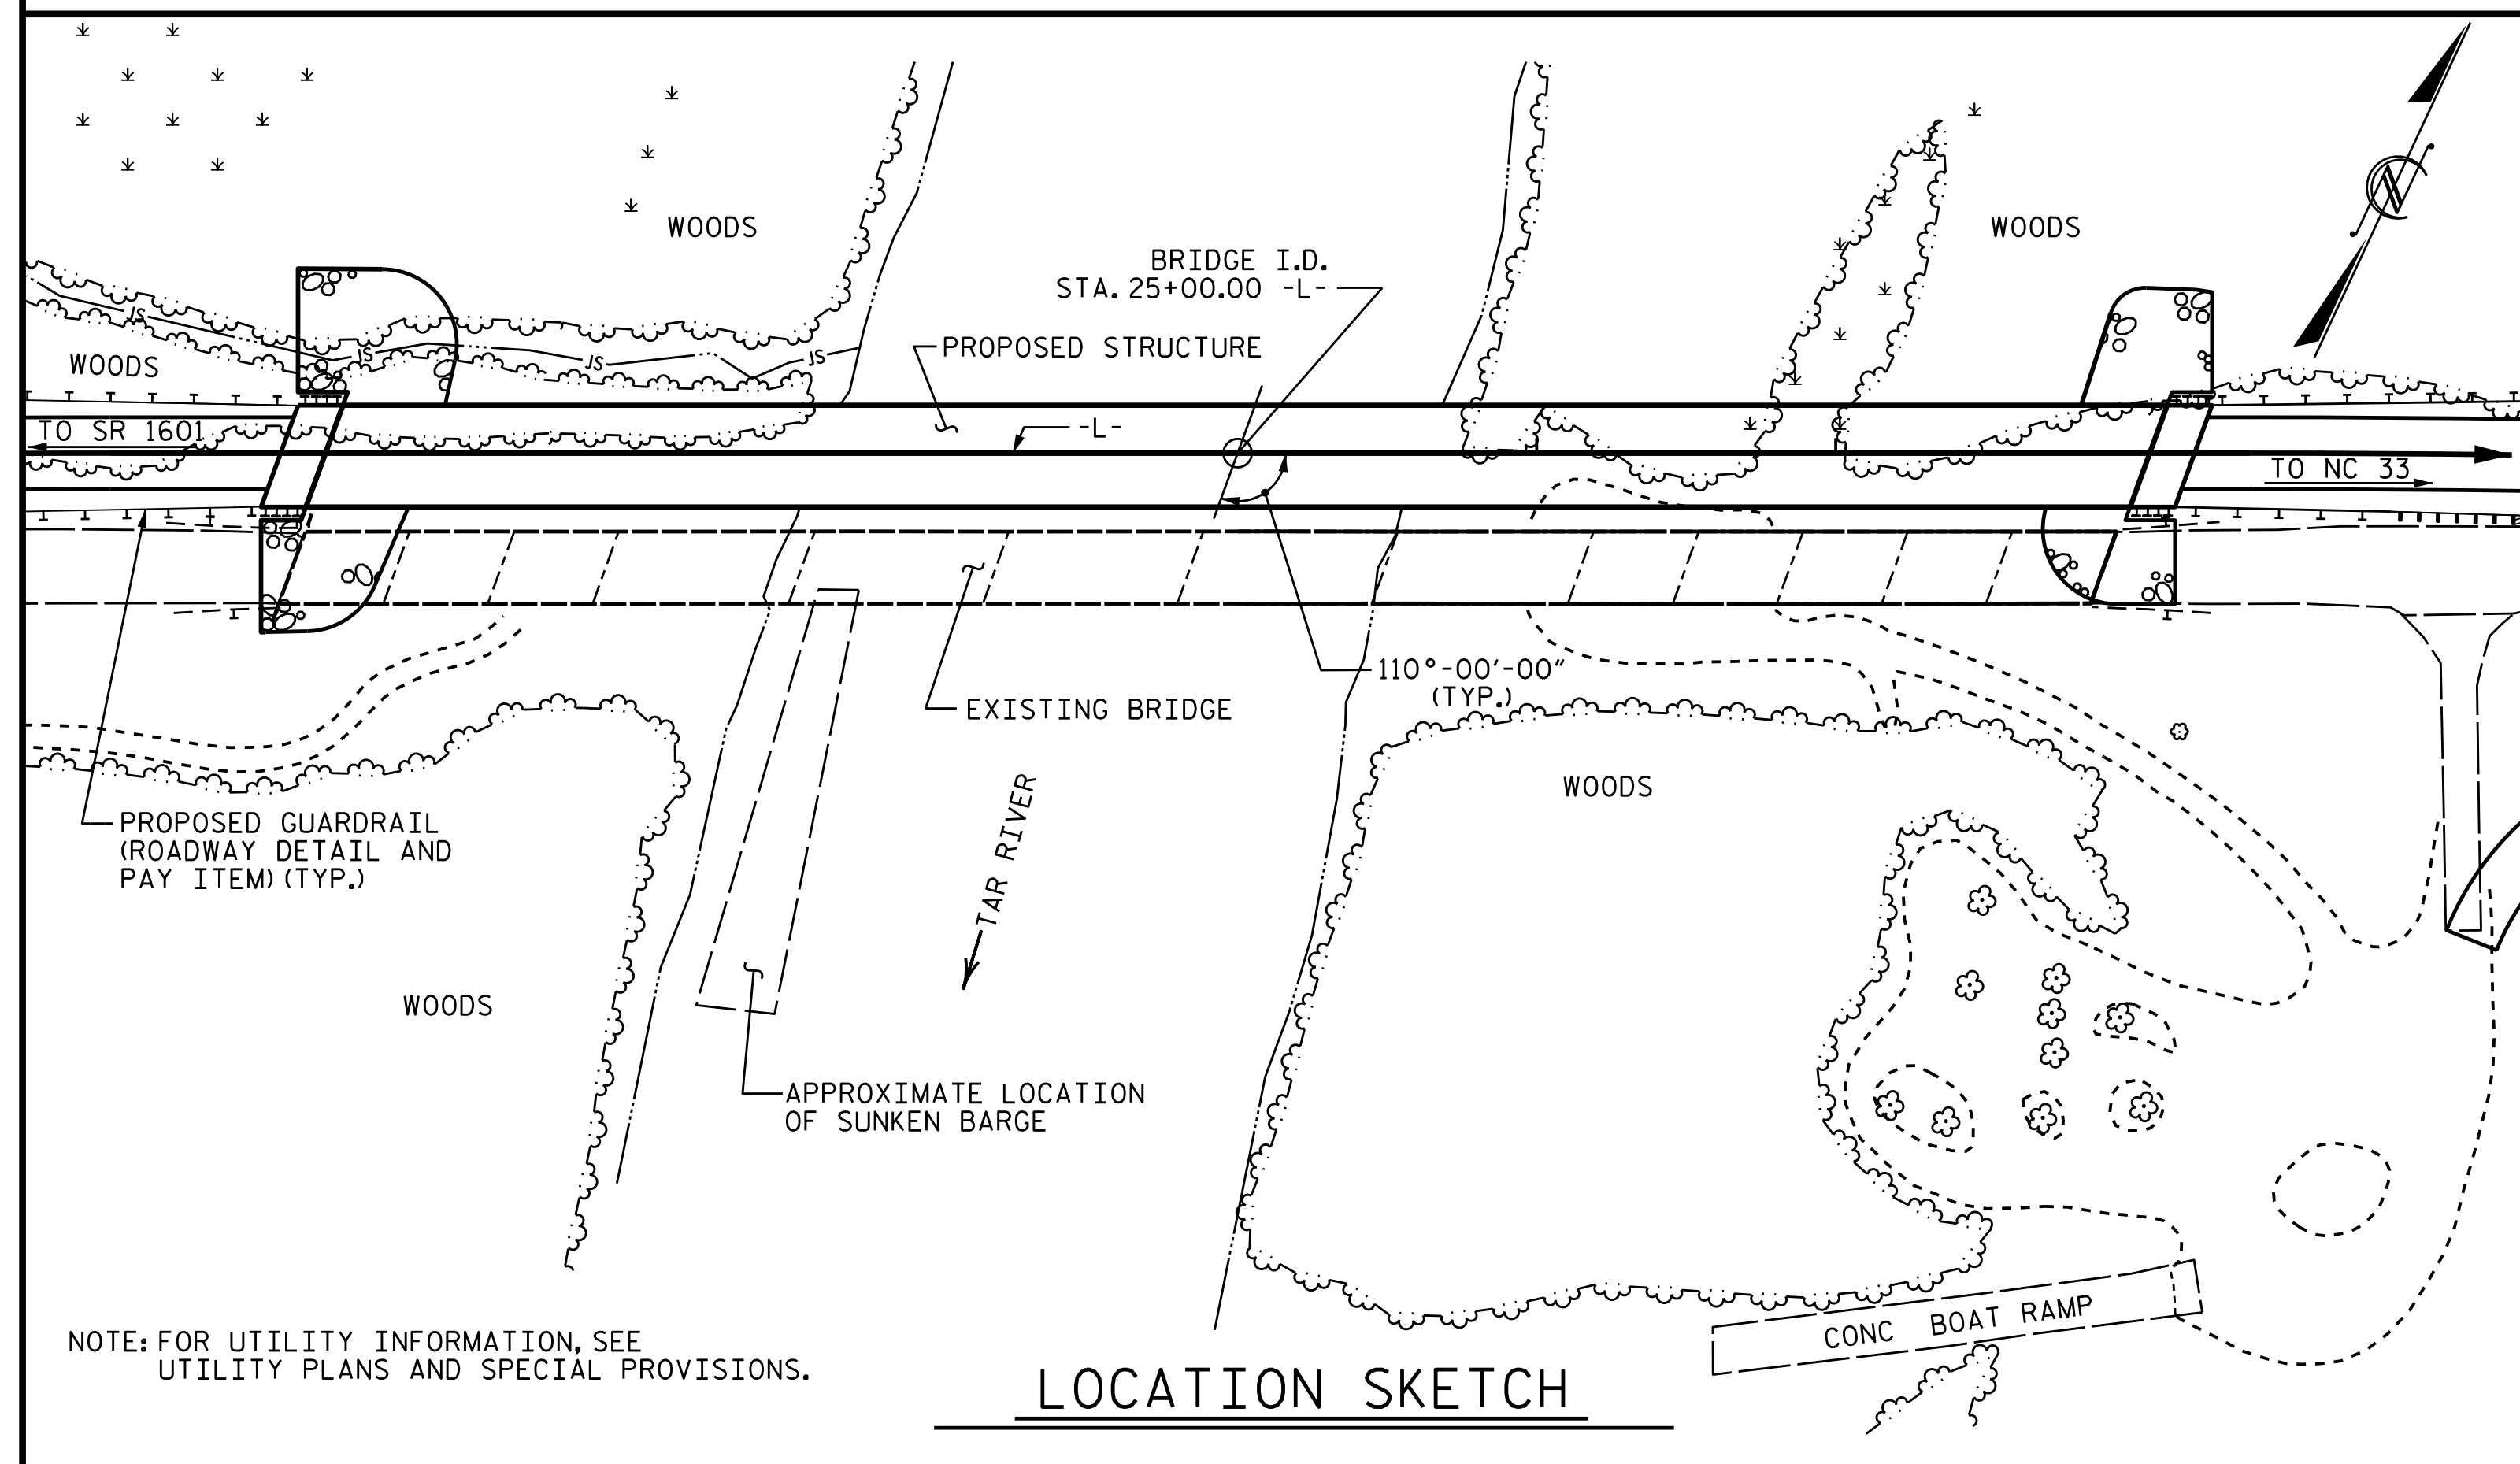 WOODS
WOODS
BRIDGE I.D.
STA. 25+00.00 -L-
N
JS
PROPOSED STRUCTURE
JS
JS
JS
WOODS
TO SR 1601
-L-
TO NC 33
110°-00'-00"
(TYP.)
EXISTING BRIDGE
WOODS
TAR RIVER
PROPOSED GUARDRAIL
(ROADWAY DETAIL AND
PAY ITEM) (TYP.)
WOODS
APPROXIMATE LOCATION
OF SUNKEN BARGE
CONC BOAT RAMP
NOTE: FOR UTILITY INFORMATION, SEE
UTILITY PLANS AND SPECIAL PROVISIONS.
LOCATION SKETCH